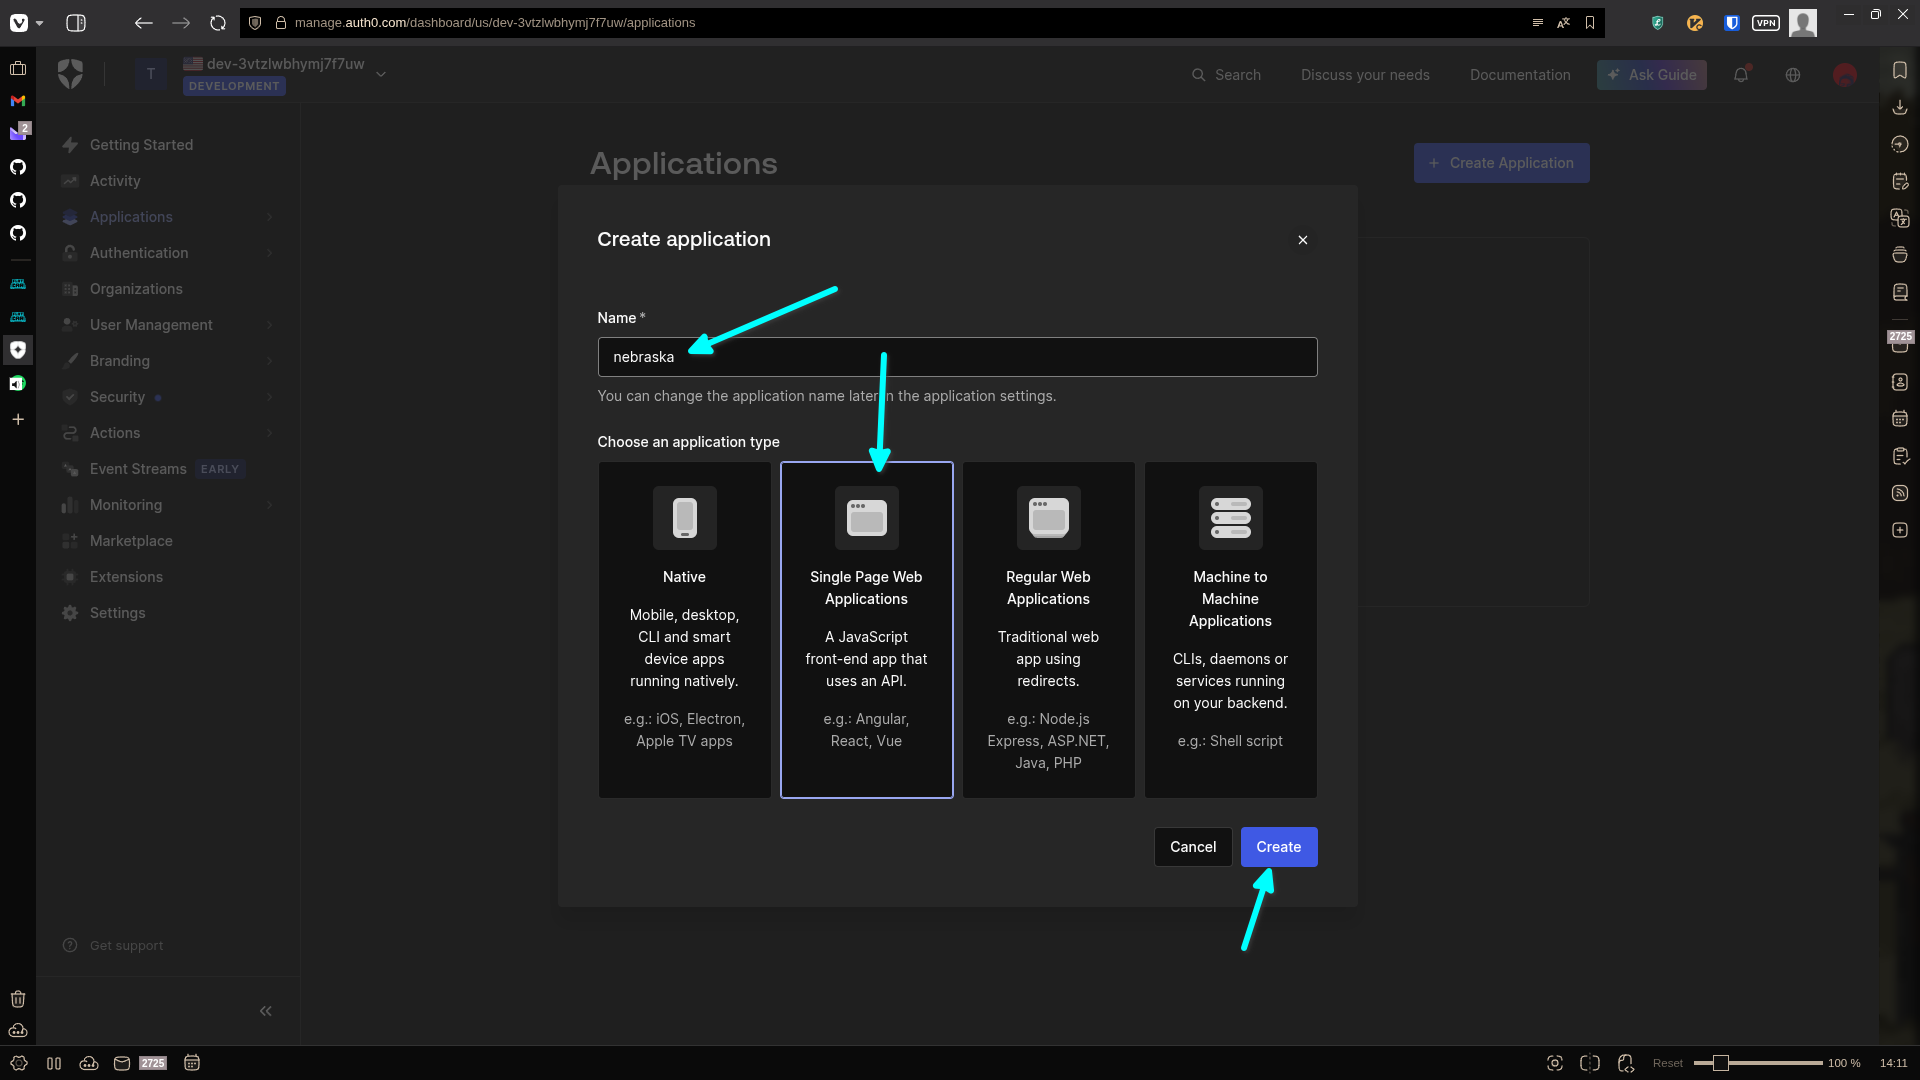 manage.auth0.com/dashboard/us/dev-3vtzlwbhymj7f7uw/applications
VPN
T
dev-3vtzlwbhymj7f7uw
DEVELOPMENT
Search
Discuss your needs
Documentation
Ask Guide
2
Getting Started
Activity
Applications
Authentication
Organizations
User Management
Branding
Security
Actions
Event Streams EARLY
Monitoring
Marketplace
Extensions
Settings
Get support
Applications
+ Create Application
Create application
Name *
nebraska
You can change the application name later in the application settings.
Choose an application type
Native
Mobile, desktop,
CLI and smart
device apps
running natively.
e.g.: iOS, Electron,
Apple TV apps
Single Page Web
Applications
A JavaScript
front-end app that
uses an API.
e.g.: Angular,
React, Vue
Regular Web
Applications
Traditional web
app using
redirects.
e.g.: Node.js
Express, ASP.NET,
Java, PHP
Machine to
Machine
Applications
CLIs, daemons or
services running
on your backend.
e.g.: Shell script
Cancel
Create
2725
2725
Reset
100 %
14:11